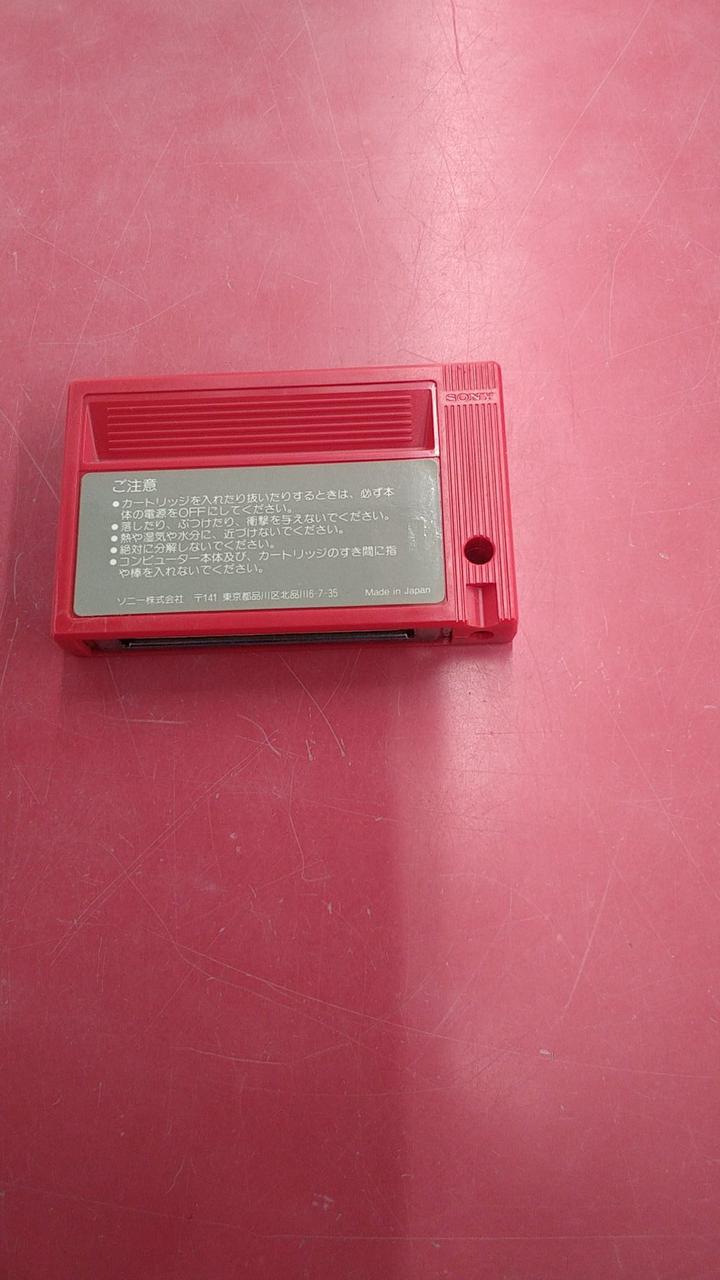 SONY
ご注意
●カートリッジを入れたり抜いたりするときは、必ず本
体の電源をOFFにしてください。
●落したり、ぶつけたり、衝撃を与えないでください。
●熱や湿気や水分に、近づけないでください。
●絶対に分解しないでください。
●コンピューター本体及び、カートリッジのすき間に指
や棒を入れないでください。
ソニー株式会社 〒141 東京都品川区北品川6-7-35 Made in Japan